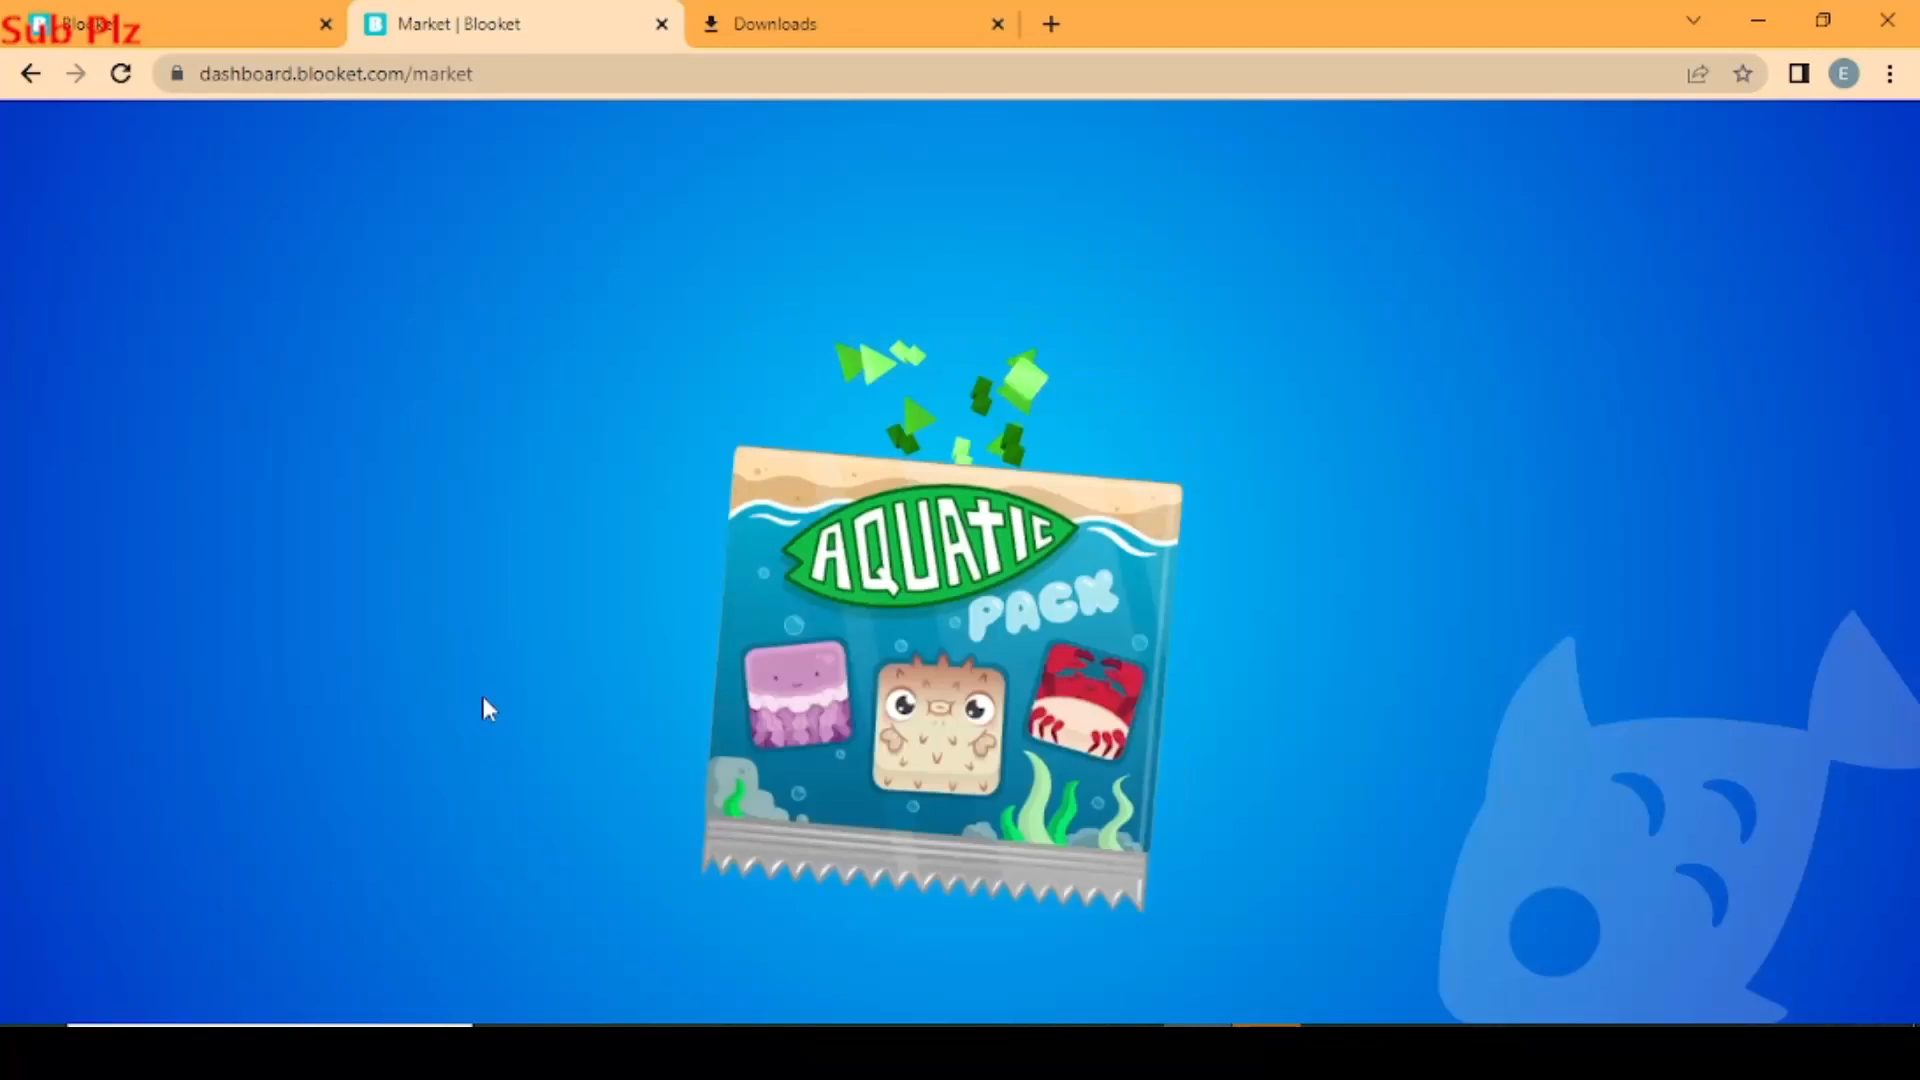 Sub Plz
Market | Blooket
Downloads
dashboard.blooket.com/market
E
AQUATIC
PACK